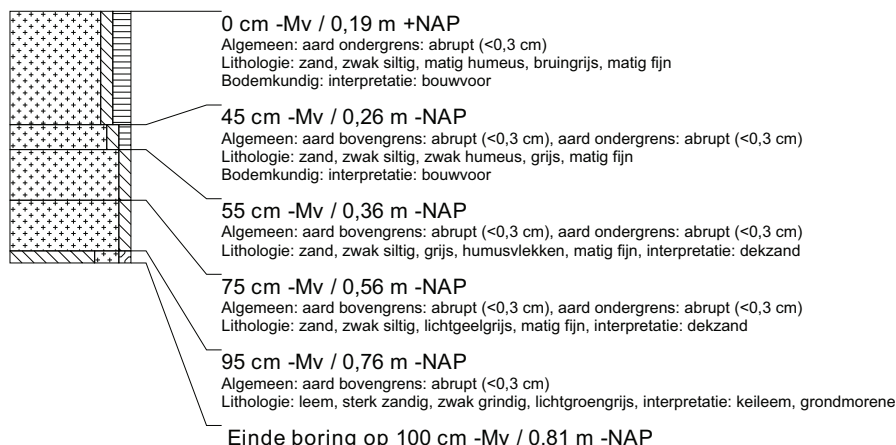 0 cm -Mv / 0,19 m +NAP
Algemeen: aard ondergrens: abrupt (<0,3 cm)
Lithologie: zand, zwak siltig, matig humeus, bruingrijs, matig fijn
Bodemkundig: interpretatie: bouwvoor
45 cm -Mv / 0,26 m -NAP
Algemeen: aard bovengrens: abrupt (<0,3 cm), aard ondergrens: abrupt (<0,3 cm)
Lithologie: zand, zwak siltig, zwak humeus, grijs, matig fijn
Bodemkundig: interpretatie: bouwvoor
55 cm -Mv / 0,36 m -NAP
Algemeen: aard bovengrens: abrupt (<0,3 cm), aard ondergrens: abrupt (<0,3 cm)
Lithologie: zand, zwak siltig, grijs, humusvlekken, matig fijn, interpretatie: dekzand
75 cm -Mv / 0,56 m -NAP
Algemeen: aard bovengrens: abrupt (<0,3 cm), aard ondergrens: abrupt (<0,3 cm)
Lithologie: zand, zwak siltig, lichtgeelgrijs, matig fijn, interpretatie: dekzand
95 cm -Mv / 0,76 m -NAP
Algemeen: aard bovengrens: abrupt (<0,3 cm)
Lithologie: leem, sterk zandig, zwak grindig, lichtgroengrijs, interpretatie: keileem, grondmorene
Einde boring op 100 cm -Mv / 0,81 m -NAP